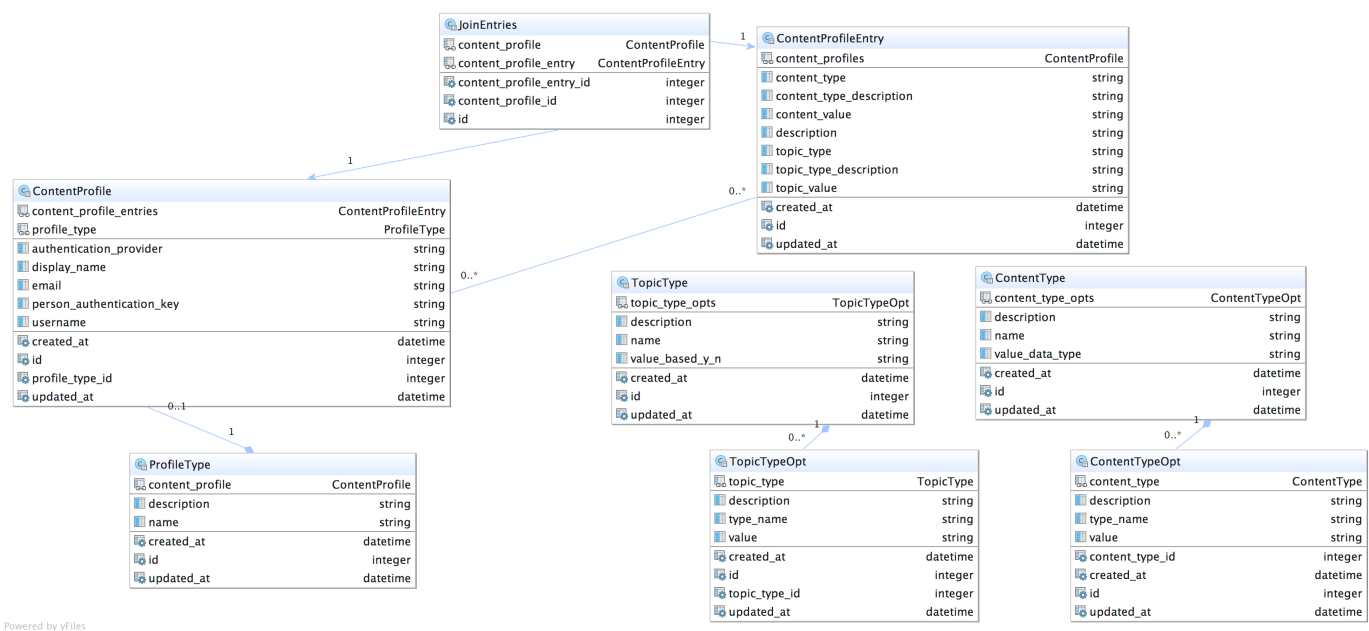 JoinEntries
content_profile ContentProfile
content_profile_entry ContentProfileEntry
content_profile_entry_id integer
content_profile_id integer
id integer
1
ContentProfileEntry
content_profiles ContentProfile
content_type string
content_type_description string
content_value string
description string
topic_type string
topic_type_description string
topic_value string
created_at datetime
id integer
updated_at datetime
1
0..*
0..*
ContentProfile
content_profile_entries ContentProfileEntry
profile_type ProfileType
authentication_provider string
display_name string
email string
person_authentication_key string
username string
created_at datetime
id integer
profile_type_id integer
updated_at datetime
0..1
1
ProfileType
content_profile ContentProfile
description string
name string
created_at datetime
id integer
updated_at datetime
TopicType
topic_type_opts TopicTypeOpt
description string
name string
value_based_y_n string
created_at datetime
id integer
updated_at datetime
1
0..*
TopicTypeOpt
topic_type TopicType
description string
type_name string
value string
created_at datetime
id integer
topic_type_id integer
updated_at datetime
ContentType
content_type_opts ContentTypeOpt
description string
name string
value_data_type string
created_at datetime
id integer
updated_at datetime
1
0..*
ContentTypeOpt
content_type ContentType
description string
type_name string
value string
content_type_id integer
created_at datetime
id integer
updated_at datetime
Powered by yFiles